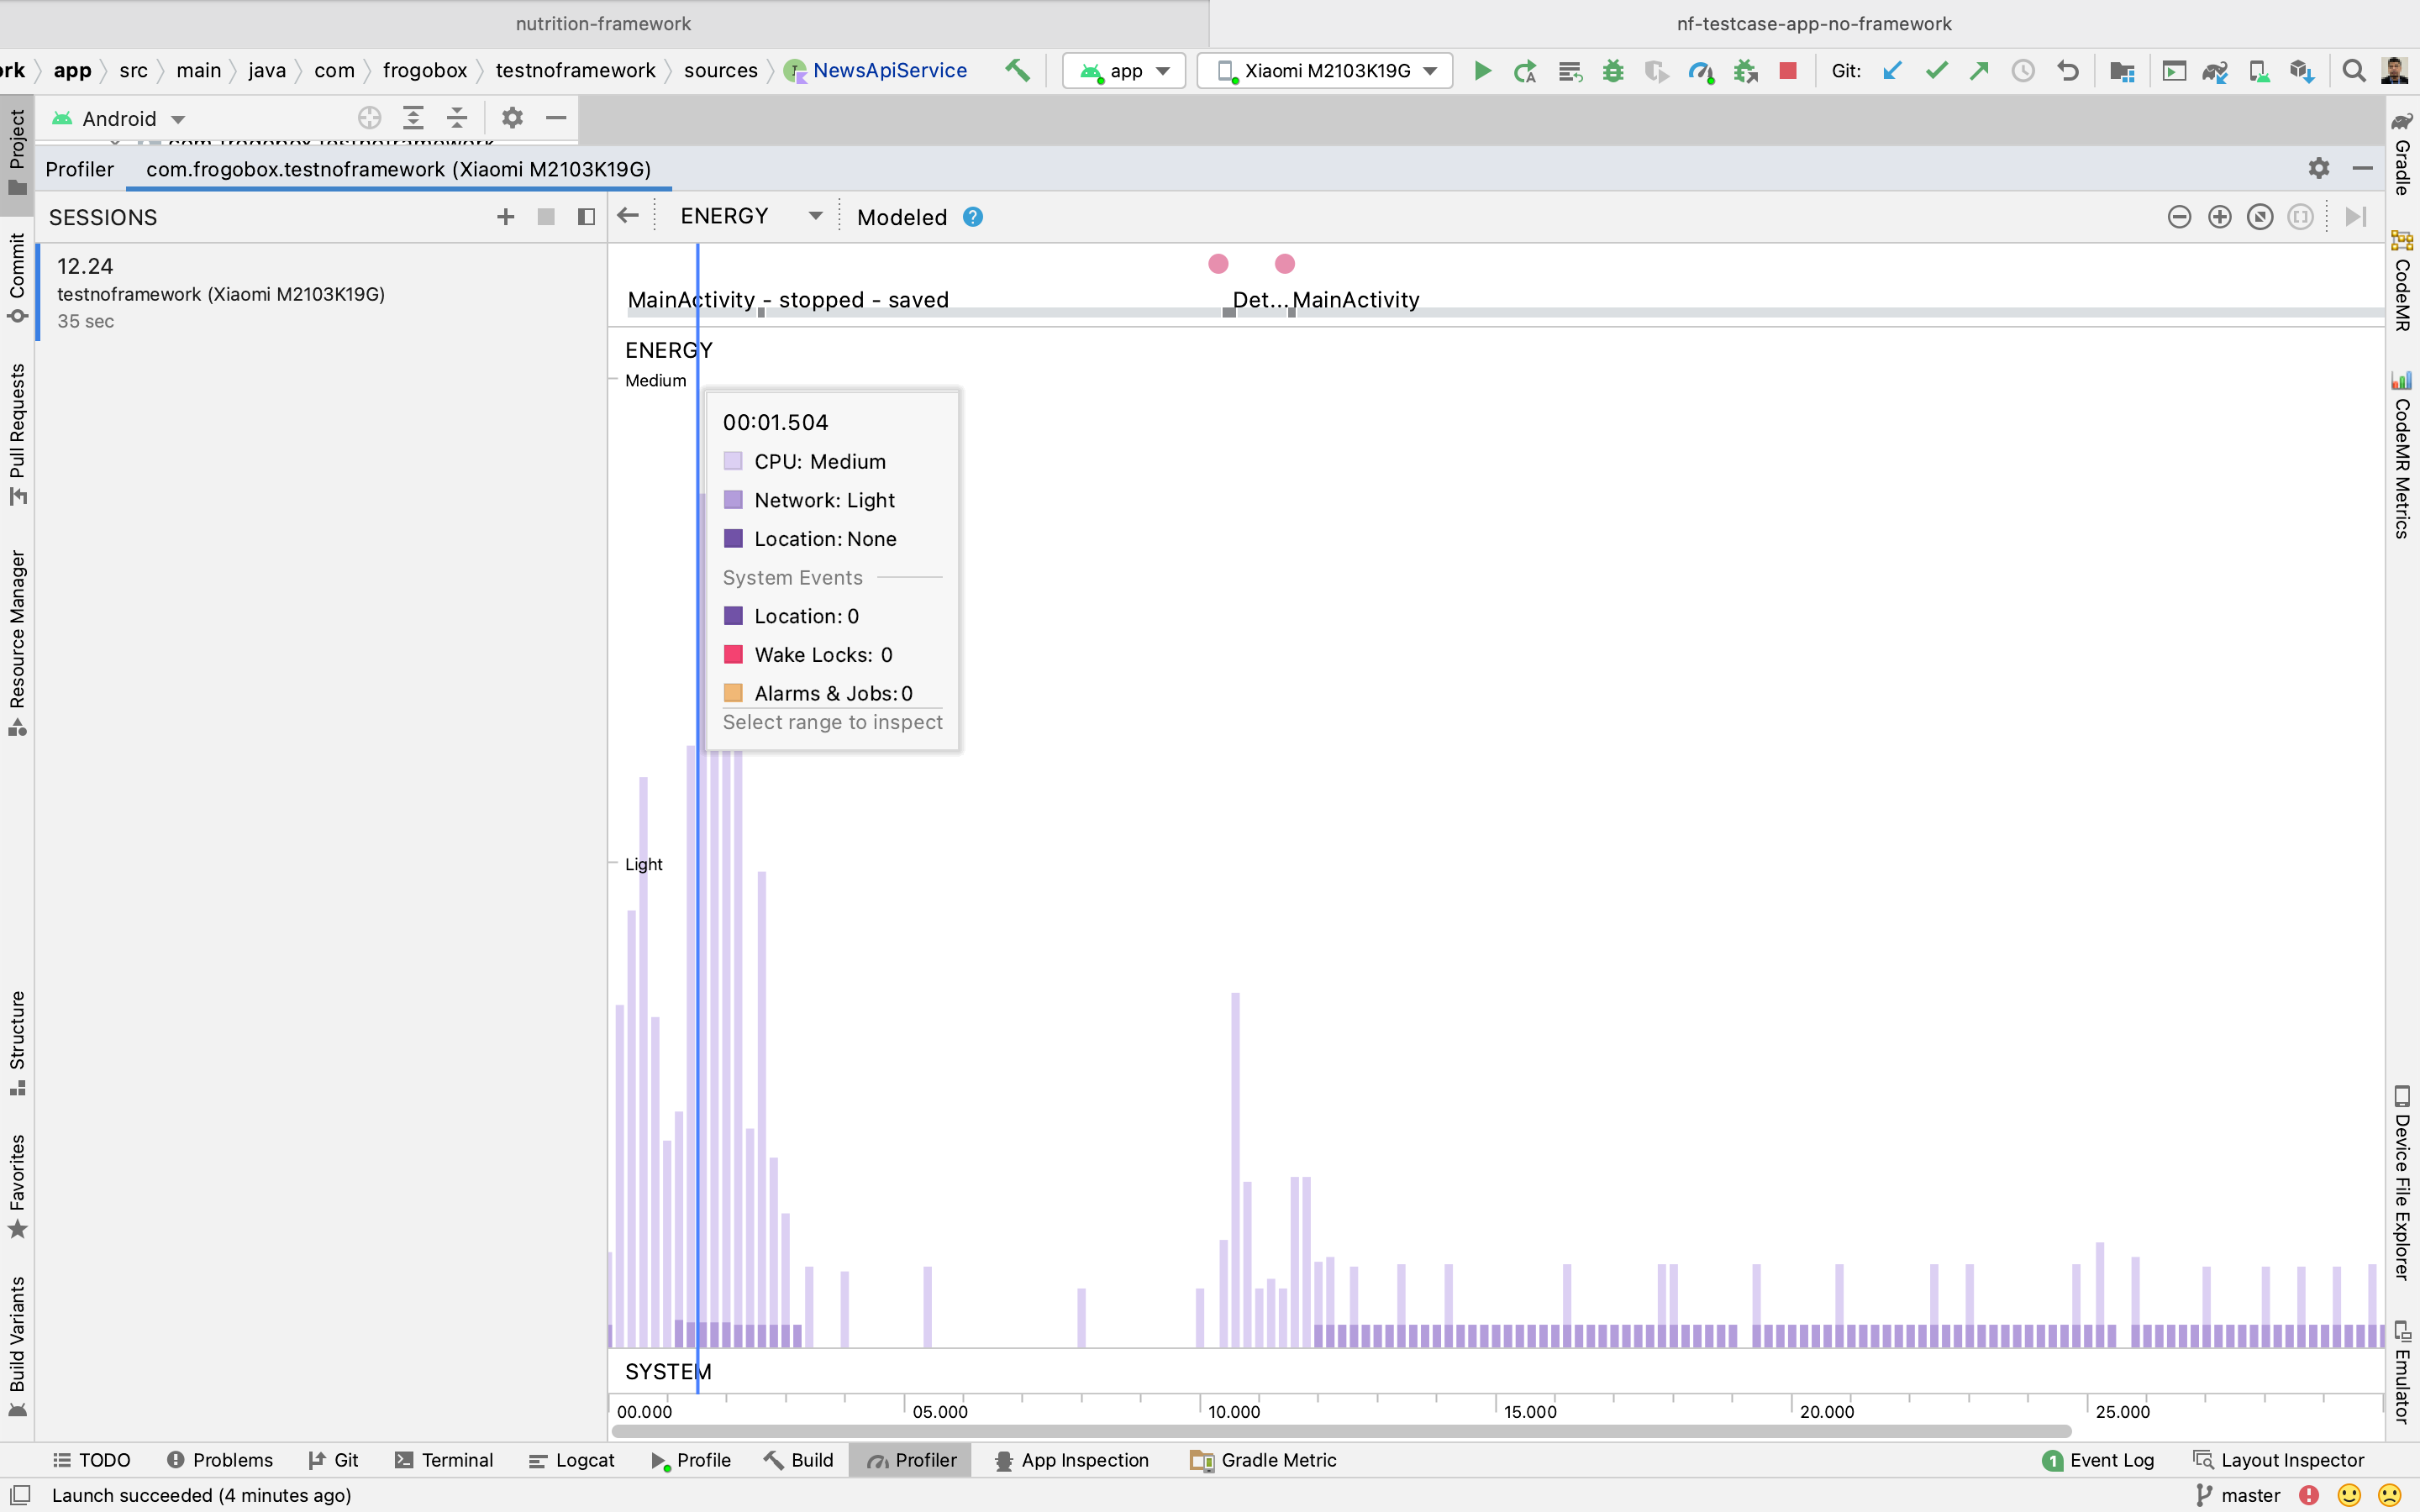 nutrition-framework
nf-testcase-app-no-framework
rk
app
src
main
java
com
frogobox
testnoframework
sources
NewsApiService
app
Xiaomi M2103K19G
Git:
Project
Android
Profiler
com.frogobox.testnoframework (Xiaomi M2103K19G)
SESSIONS
ENERGY
Modeled
12.24
testnoframework (Xiaomi M2103K19G)
35 sec
MainActivity - stopped - saved
Det...
MainActivity
ENERGY
Medium
00:01.504
CPU: Medium
Network: Light
Location: None
System Events
Location: 0
Wake Locks: 0
Alarms & Jobs: 0
Select range to inspect
Light
SYSTEM
00.000
05.000
10.000
15.000
20.000
25.000
Commit
Pull Requests
Resource Manager
Structure
Favorites
Build Variants
Gradle
CodeMR
CodeMR Metrics
Device File Explorer
Emulator
TODO
Problems
Git
Terminal
Logcat
Profile
Build
Profiler
App Inspection
Gradle Metric
1
Event Log
Layout Inspector
Launch succeeded (4 minutes ago)
master